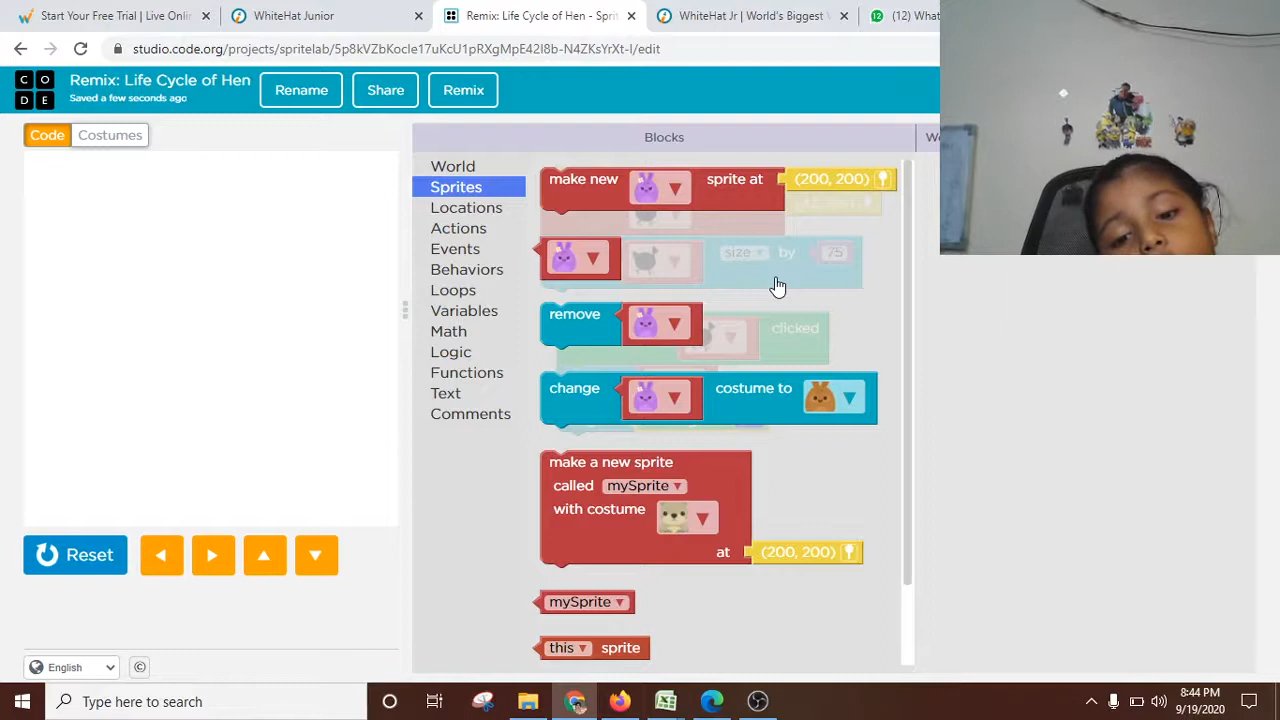 Start Your Free Trial | Live Onli
WhiteHat Junior
Remix: Life Cycle of Hen - Sprit
WhiteHat Jr | World's Biggest V
(12) What
studio.code.org/projects/spritelab/5p8kVZbKocle17uKcU1pRXgMpE42I8b-N4ZKsYrXt-I/edit
C O
D E
Remix: Life Cycle of Hen
Saved a few seconds ago
Rename
Share
Remix
Code
Costumes
Blocks
World
Sprites
Locations
Actions
Events
Behaviors
Loops
Variables
Math
Logic
Functions
Text
Comments
make new sprite at (200, 200)
size by 75
remove
clicked
change costume to
make a new sprite
called mySprite
with costume
at (200, 200)
mySprite
this sprite
Reset
English
©
Type here to search
8:44 PM
9/19/2020